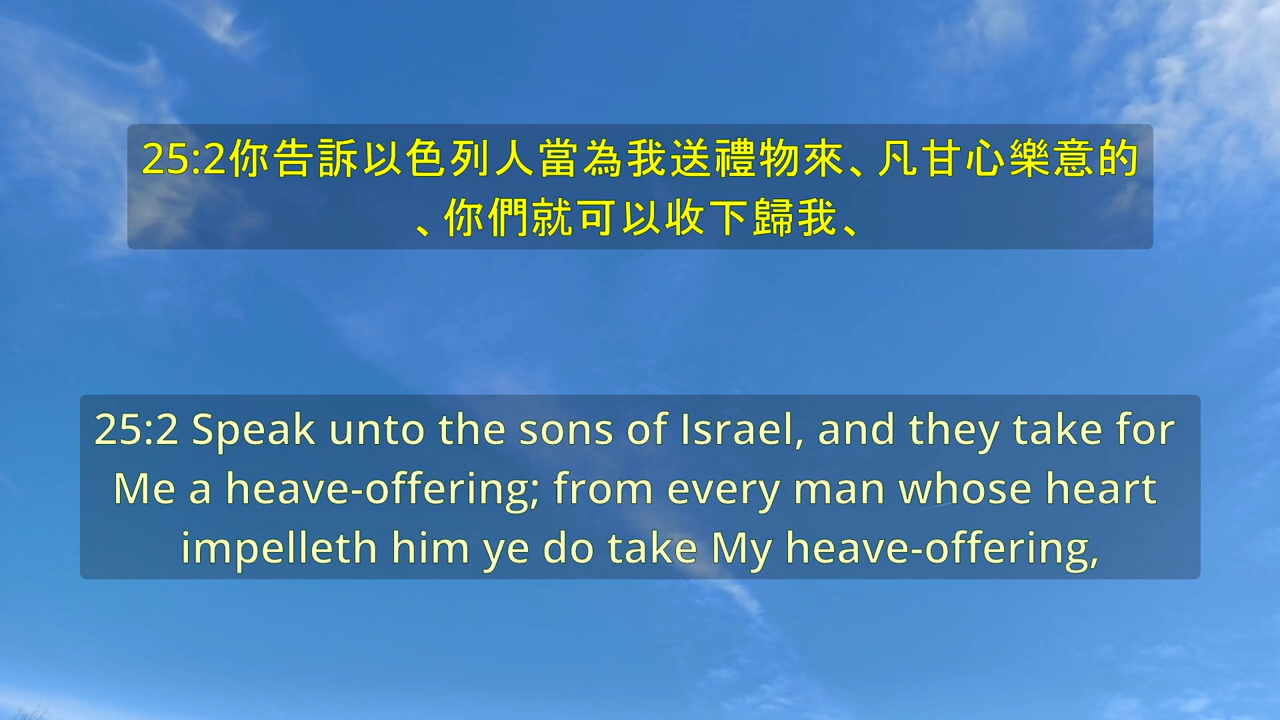 25:2你告訴以色列人當為我送禮物來、凡甘心樂意的
、你們就可以收下歸我、
25:2 Speak unto the sons of Israel, and they take for
Me a heave-offering; from every man whose heart
impelleth him ye do take My heave-offering,